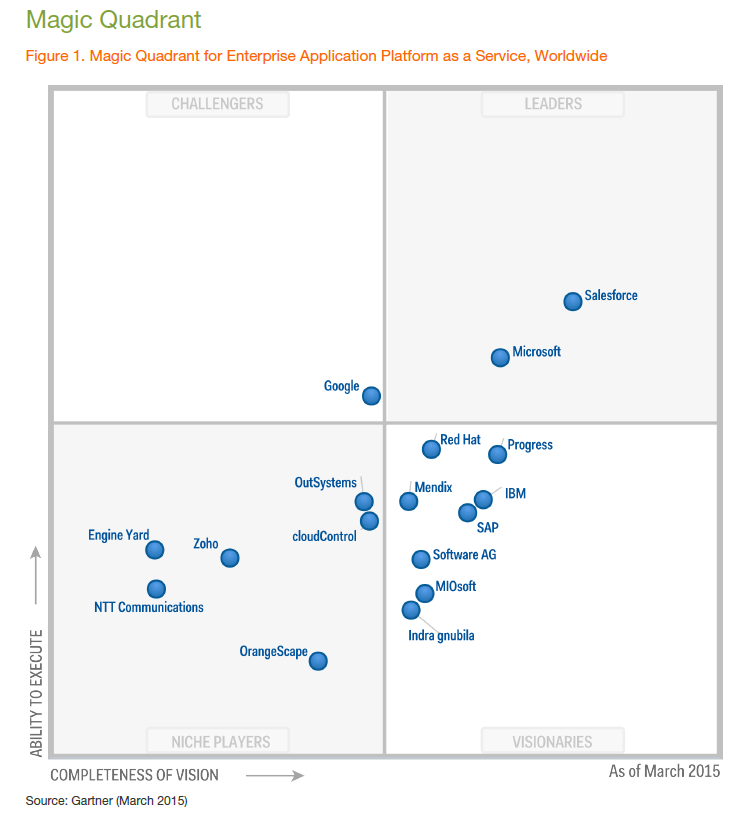 Magic Quadrant
Figure 1. Magic Quadrant for Enterprise Application Platform as a Service, Worldwide
CHALLENGERS
LEADERS
Salesforce
Microsoft
Google
Red Hat
Progress
OutSystems
Mendix
IBM
SAP
cloudControl
Engine Yard
Zoho
Software AG
MIOsoft
NTT Communications
Indra gnubila
OrangeScape
NICHE PLAYERS
VISIONARIES
ABILITY TO EXECUTE
COMPLETENESS OF VISION
As of March 2015
Source: Gartner (March 2015)